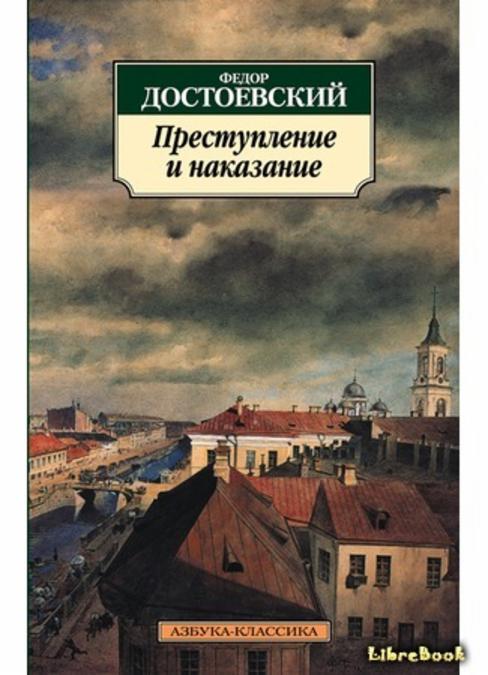 ФЕДОР
ДОСТОЕВСКИЙ
Преступление
и наказание
АЗБУКА-КЛАССИКА
LibreBook